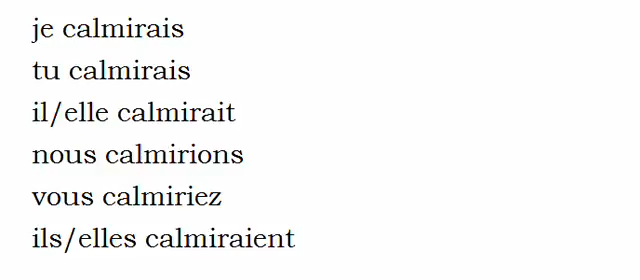 je calmirais
tu calmirais
il/elle calmirait
nous calmirions
vous calmiriez
ils/elles calmiraient